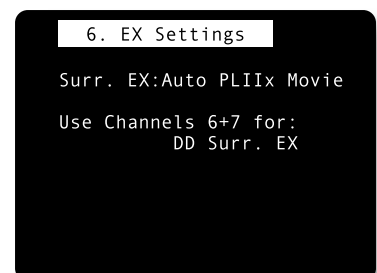 6. EX Settings
Surr. EX:Auto PLIIx Movie
Use Channels 6+7 for:
DD Surr. EX